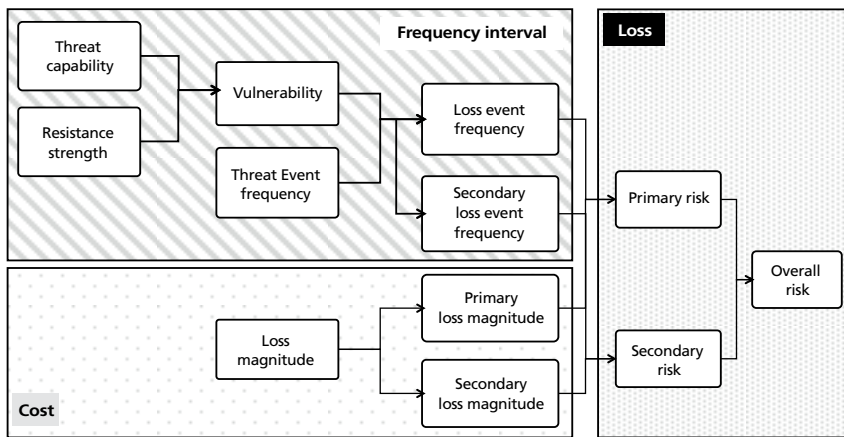 Frequency interval
Threat
capability
Resistance
strength
Vulnerability
Threat Event
frequency
Loss event
frequency
Secondary
loss event
frequency
Cost
Loss
magnitude
Primary
loss magnitude
Secondary
loss magnitude
Loss
Primary risk
Secondary
risk
Overall
risk